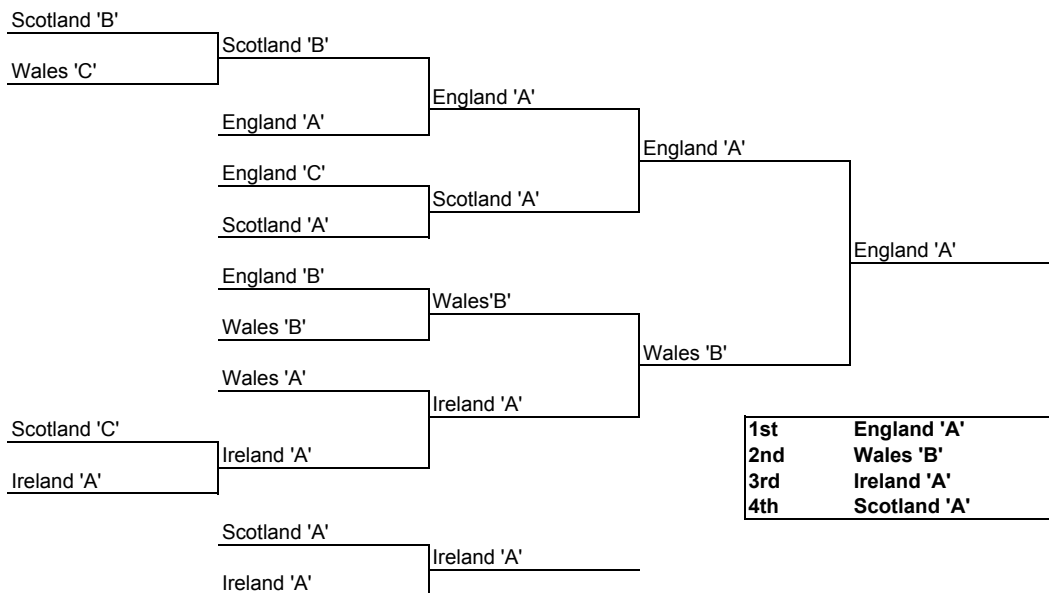 Scotland 'B'
Scotland 'B'
Wales 'C'
England 'A'
England 'A'
England 'A'
England 'C'
Scotland 'A'
Scotland 'A'
England 'A'
England 'B'
Wales'B'
Wales 'B'
Wales 'B'
Wales 'A'
Ireland 'A'
Scotland 'C'
Ireland 'A'
Ireland 'A'
1st England 'A'
2nd Wales 'B'
3rd Ireland 'A'
4th Scotland 'A'
Scotland 'A'
Ireland 'A'
Ireland 'A'